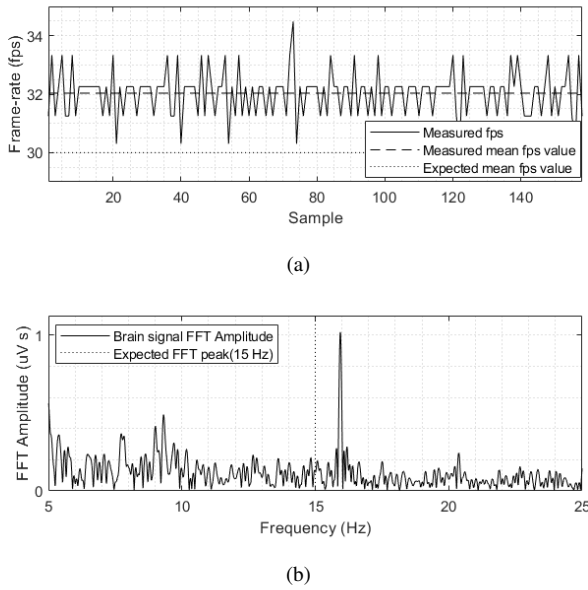 34
32
30
Frame-rate (fps)
Measured fps
Measured mean fps value
Expected mean fps value
20 40 60 80 100 120 140
Sample
(a)
1
0
FFT Amplitude (uV s)
Brain signal FFT Amplitude
Expected FFT peak(15 Hz)
5 10 15 20 25
Frequency (Hz)
(b)